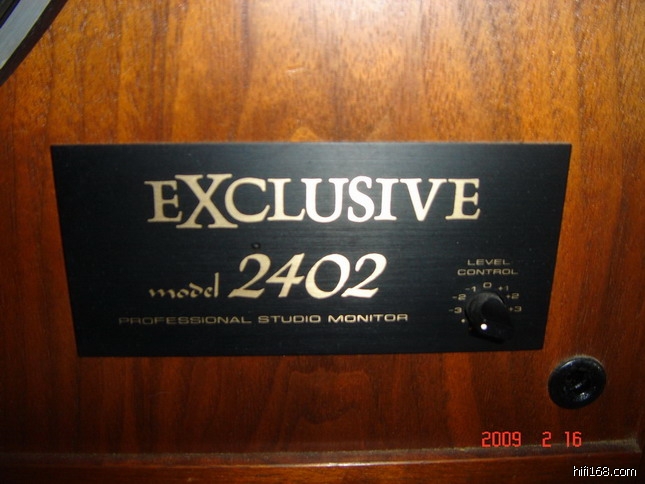 EXCLUSIVE
model 2402
PROFESSIONAL STUDIO MONITOR
LEVEL
CONTROL
0
-1 +1
-2 +2
-3 +3
2009 2 16
hifi168.com